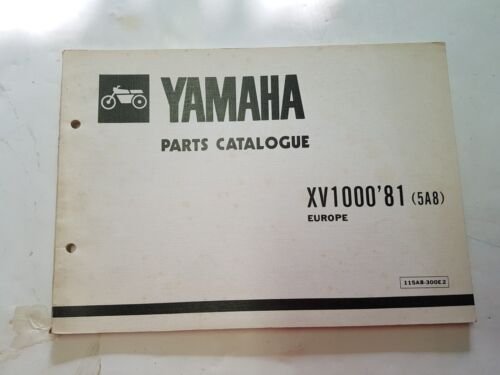 YAMAHA
PARTS CATALOGUE
XV1000'81 (5A8)
EUROPE
115A8-300E2